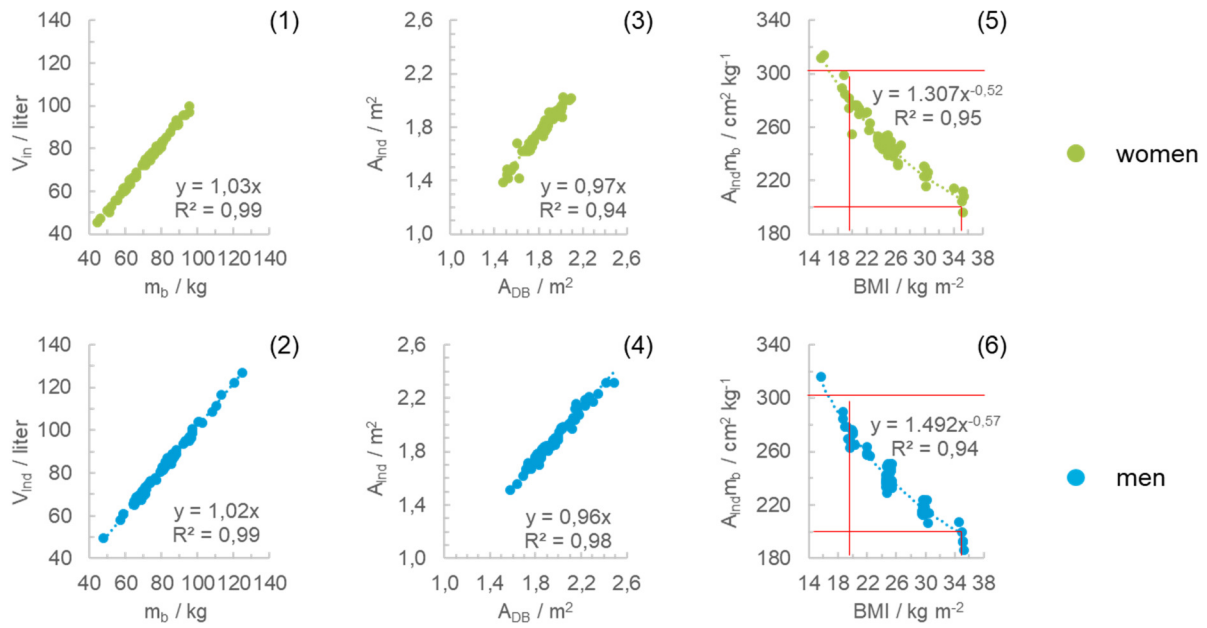 (1)
V_in / liter
140
120
100
80
60
40
y = 1,03x
R² = 0,99
40 60 80 100 120 140
m_b / kg
(3)
A_Ind / m²
2,6
2,2
1,8
1,4
1,0
y = 0,97x
R² = 0,94
1,0 1,4 1,8 2,2 2,6
A_DB / m²
(5)
A_Ind m_b / cm² kg⁻¹
340
300
260
220
180
y = 1.307x⁻⁰,⁵²
R² = 0,95
14 18 22 26 30 34 38
BMI / kg m⁻²
women
(2)
V_Ind / liter
140
120
100
80
60
40
y = 1,02x
R² = 0,99
40 60 80 100 120 140
m_b / kg
(4)
A_Ind / m²
2,6
2,2
1,8
1,4
1,0
y = 0,96x
R² = 0,98
1,0 1,4 1,8 2,2 2,6
A_DB / m²
(6)
A_Ind m_b / cm² kg⁻¹
340
300
260
220
180
y = 1.492x⁻⁰,⁵⁷
R² = 0,94
14 18 22 26 30 34 38
BMI / kg m⁻²
men